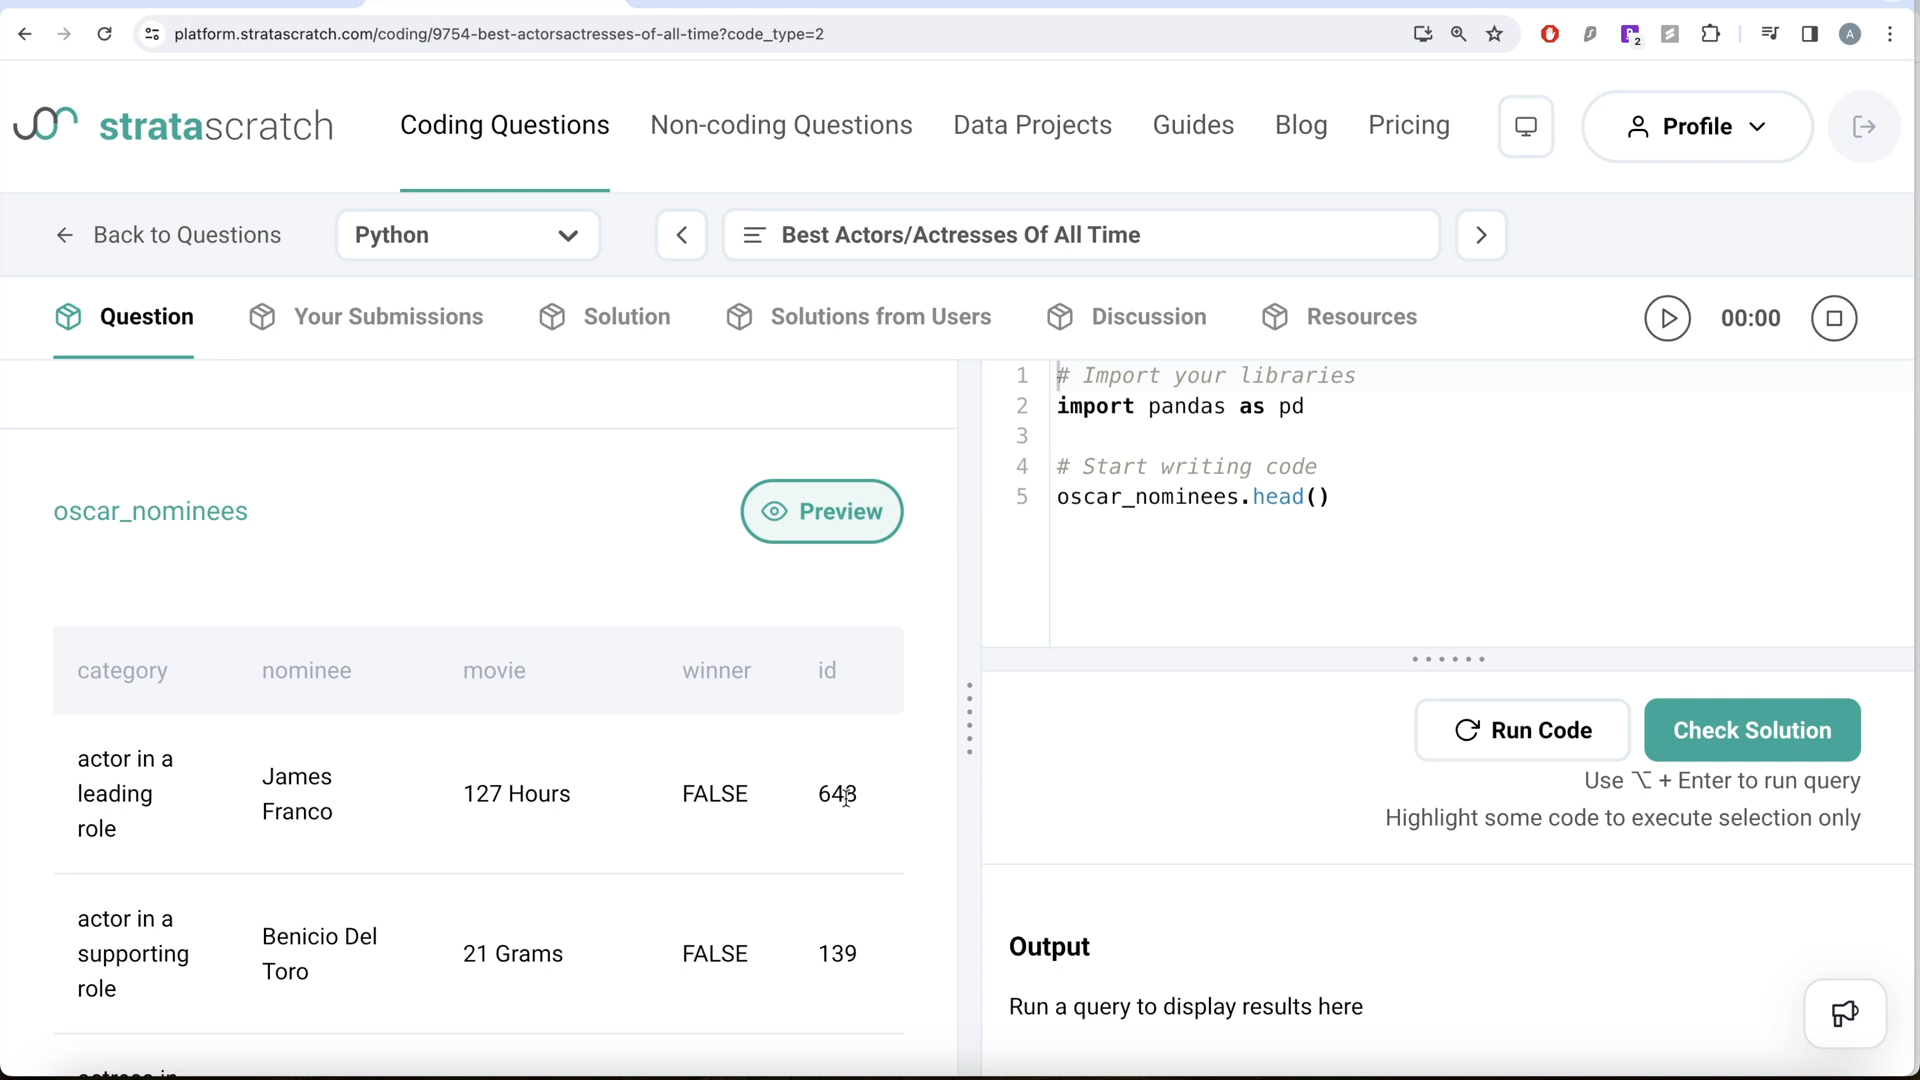 platform.stratascratch.com/coding/9754-best-actorsactresses-of-all-time?code_type=2
2
A
stratascratch
Coding Questions
Non-coding Questions
Data Projects
Guides
Blog
Pricing
Profile
Back to Questions
Python
Best Actors/Actresses Of All Time
Question
Your Submissions
Solution
Solutions from Users
Discussion
Resources
00:00
oscar_nominees
Preview
category nominee movie winner id
actor in a
leading
role
James
Franco
127 Hours
FALSE
643
actor in a
supporting
role
Benicio Del
Toro
21 Grams
FALSE
139
1 # Import your libraries
2 import pandas as pd
3
4 # Start writing code
5 oscar_nominees.head()
Run Code
Check Solution
Use ⌥ + Enter to run query
Highlight some code to execute selection only
Output
Run a query to display results here